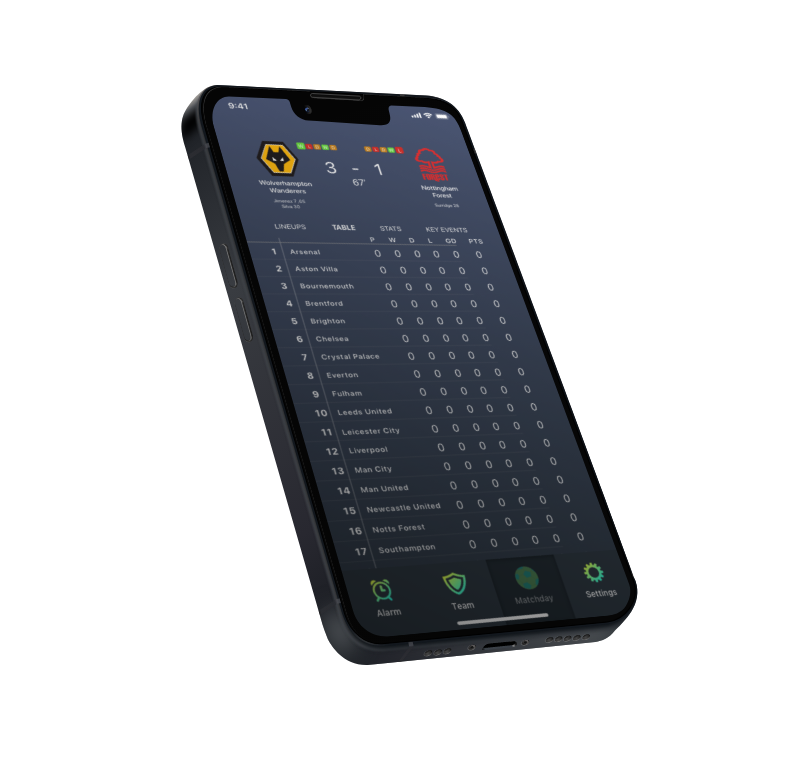 9:41
3 - 1
67'
Wolverhampton
Wanderers
Nottingham
Forest
LINEUPS TABLE STATS KEY EVENTS
P W D L GD PTS
1 Arsenal 0 0 0 0 0 0
2 Aston Villa 0 0 0 0 0 0
3 Bournemouth 0 0 0 0 0 0
4 Brentford 0 0 0 0 0 0
5 Brighton 0 0 0 0 0 0
6 Chelsea 0 0 0 0 0 0
7 Crystal Palace 0 0 0 0 0 0
8 Everton 0 0 0 0 0 0
9 Fulham 0 0 0 0 0 0
10 Leeds United 0 0 0 0 0 0
11 Leicester City 0 0 0 0 0 0
12 Liverpool 0 0 0 0 0 0
13 Man City 0 0 0 0 0 0
14 Man United 0 0 0 0 0 0
15 Newcastle United 0 0 0 0 0 0
16 Notts Forest 0 0 0 0 0 0
17 Southampton 0 0 0 0 0 0
Alarm Team Matchday Settings